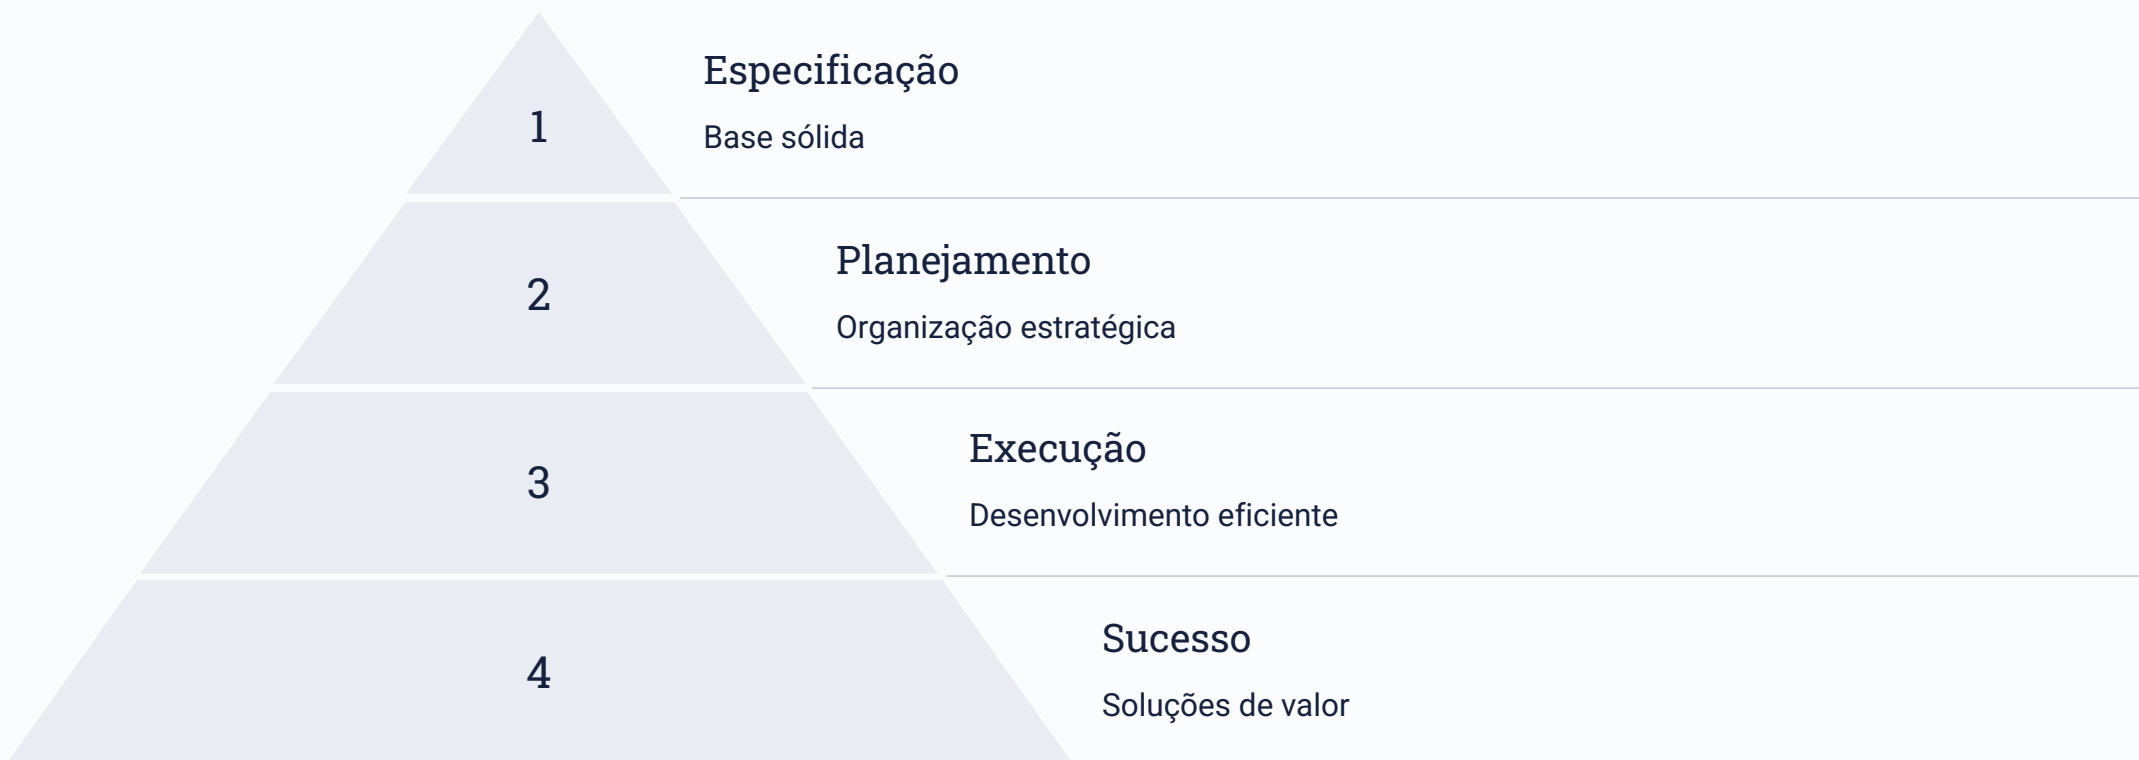 1
Especificação
Base sólida
2
Planejamento
Organização estratégica
3
Execução
Desenvolvimento eficiente
4
Sucesso
Soluções de valor